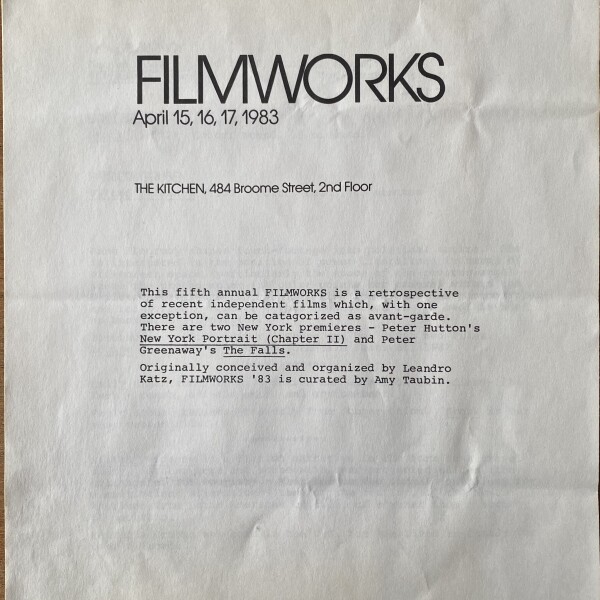 FILMWORKS
April 15, 16, 17, 1983
THE KITCHEN, 484 Broome Street, 2nd Floor
This fifth annual FILMWORKS is a retrospective
of recent independent films which, with one
exception, can be catagorized as avant-garde.
There are two New York premieres - Peter Hutton's
New York Portrait (Chapter II) and Peter
Greenaway's The Falls.
Originally conceived and organized by Leandro
Katz, FILMWORKS '83 is curated by Amy Taubin.